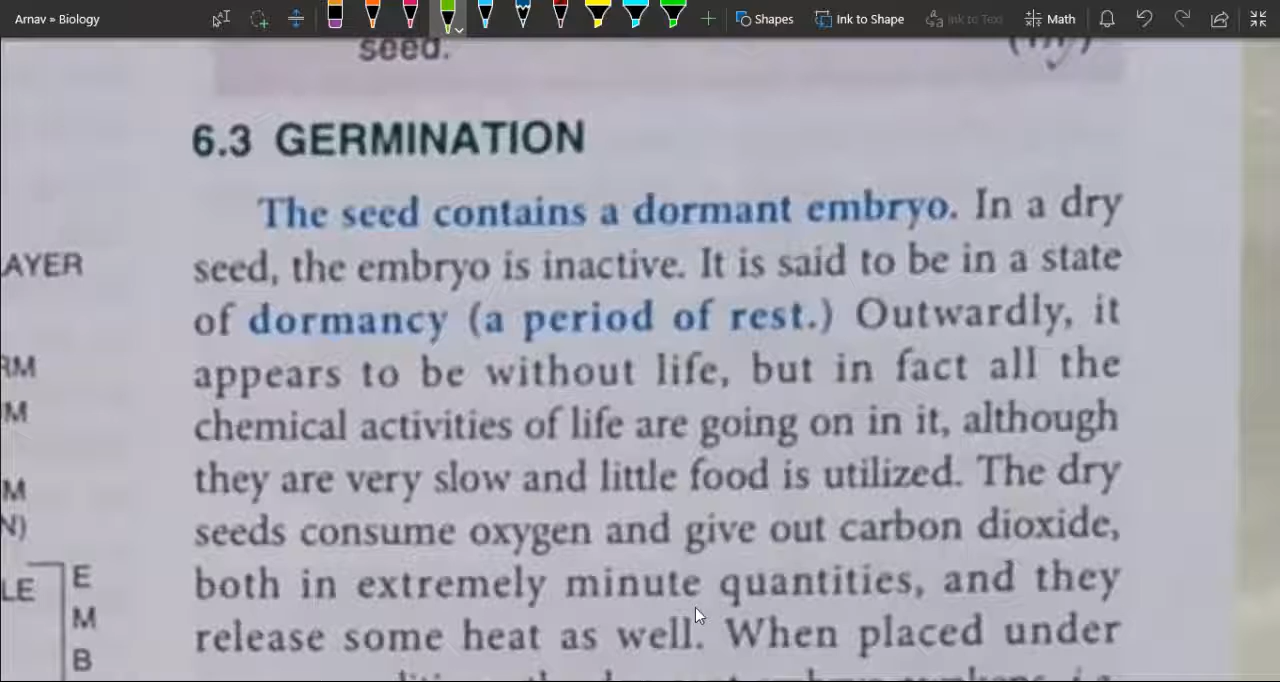 Arnav » Biology
Shapes
Ink to Shape
Ink to Text
Math
seed.
6.3 GERMINATION
The seed contains a dormant embryo. In a dry
seed, the embryo is inactive. It is said to be in a state
of dormancy (a period of rest.) Outwardly, it
appears to be without life, but in fact all the
chemical activities of life are going on in it, although
they are very slow and little food is utilized. The dry
seeds consume oxygen and give out carbon dioxide,
both in extremely minute quantities, and they
release some heat as well. When placed under
AYER
RM
M
M
N)
LE
E
M
B